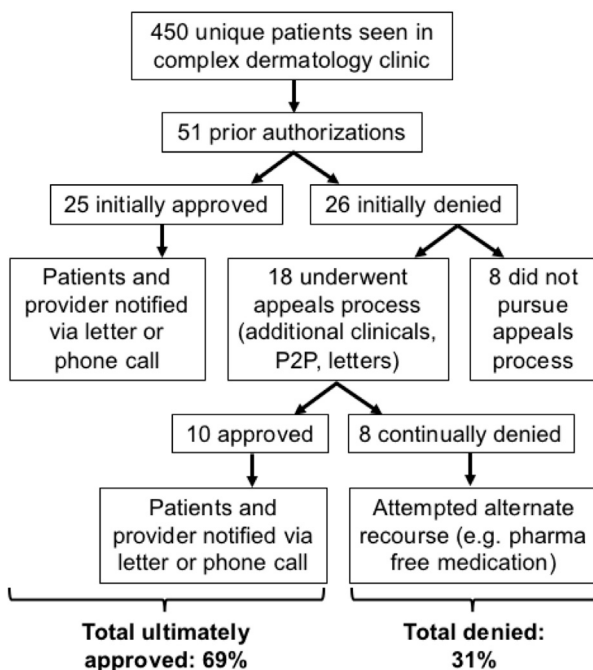 450 unique patients seen in
complex dermatology clinic
51 prior authorizations
25 initially approved
26 initially denied
Patients and
provider notified
via letter or
phone call
18 underwent
appeals process
(additional clinicals,
P2P, letters)
8 did not
pursue
appeals
process
10 approved
8 continually denied
Patients and
provider notified via
letter or phone call
Attempted alternate
recourse (e.g. pharma
free medication)
Total ultimately
approved: 69%
Total denied:
31%